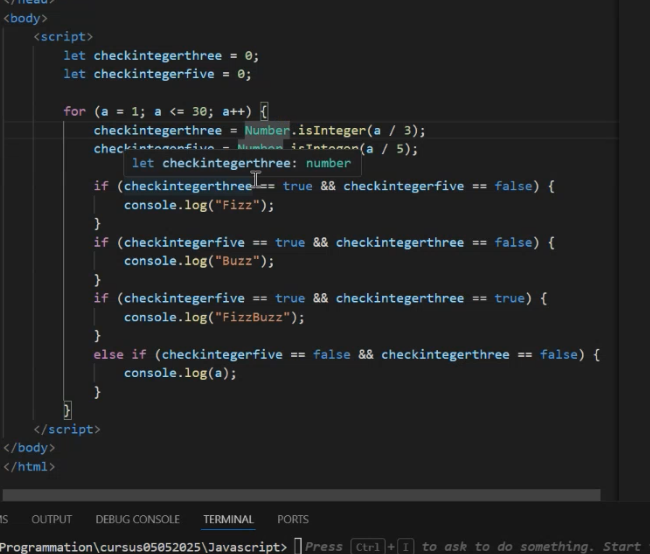 </head>
<body>
<script>
let checkintegerthree = 0;
let checkintegerfive = 0;
for (a = 1; a <= 30; a++) {
checkintegerthree = Number.isInteger(a / 3);
checkintegerfive = Number.isInteger(a / 5);
let checkintegerthree: number
if (checkintegerthree == true && checkintegerfive == false) {
console.log("Fizz");
}
if (checkintegerfive == true && checkintegerthree == false) {
console.log("Buzz");
}
if (checkintegerfive == true && checkintegerthree == true) {
console.log("FizzBuzz");
}
else if (checkintegerfive == false && checkintegerthree == false) {
console.log(a);
}
}
</script>
</body>
</html>
MS OUTPUT DEBUG CONSOLE TERMINAL PORTS
Programmation\cursus05052025\Javascript> Press Ctrl + I to ask to do something. Start